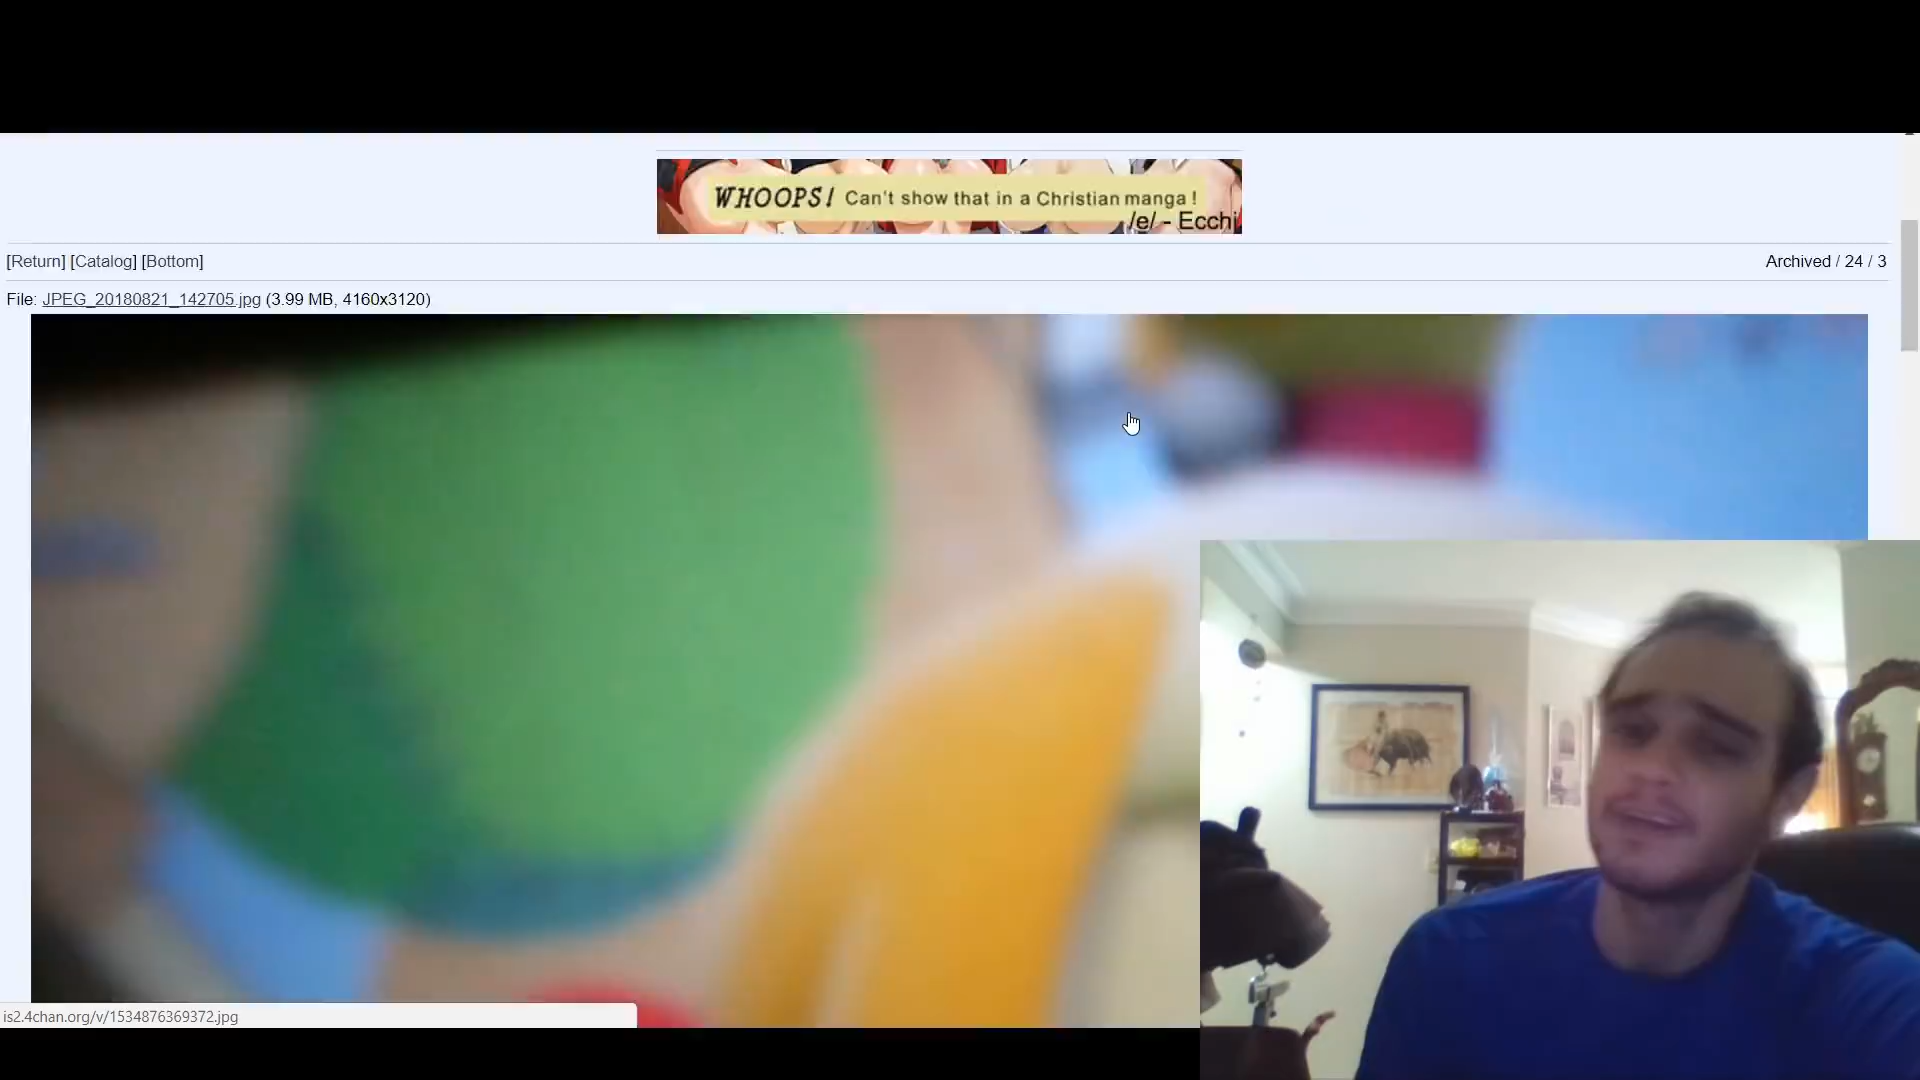 WHOOPS! Can't show that in a Christian manga !
/e/ - Ecchi
[Return] [Catalog] [Bottom]
Archived / 24 / 3
File: JPEG_20180821_142705.jpg (3.99 MB, 4160x3120)
is2.4chan.org/v/1534876369372.jpg